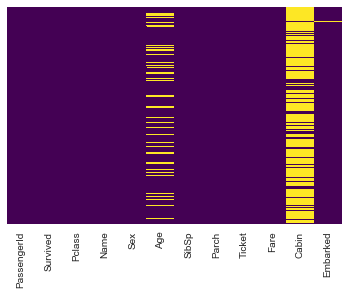 PassengerId
Survived
Pclass
Name
Sex
Age
SibSp
Parch
Ticket
Fare
Cabin
Embarked